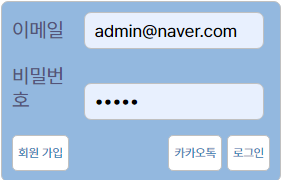 이메일 admin@naver.com
비밀번
호 •••••
회원 가입 카카오톡 로그인